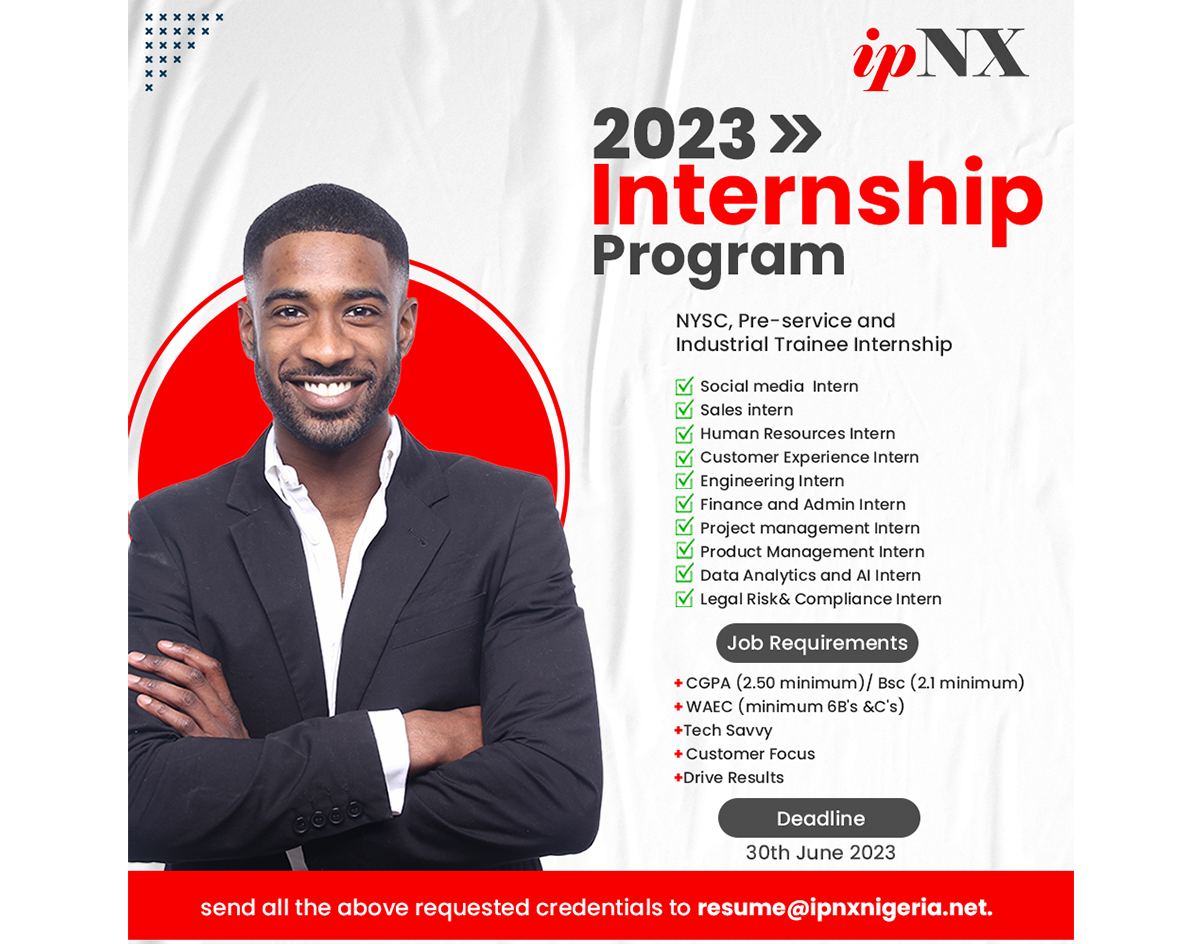 ipNX
2023
Internship
Program
NYSC, Pre-service and
Industrial Trainee Internship
Social media  Intern
Sales intern
Human Resources Intern
Customer Experience Intern
Engineering Intern
Finance and Admin Intern
Project management Intern
Product Management Intern
Data Analytics and AI Intern
Legal Risk& Compliance Intern
Job Requirements
+ CGPA (2.50 minimum)/ Bsc (2.1 minimum)
+ WAEC (minimum 6B's &C's)
+Tech Savvy
+ Customer Focus
+Drive Results
Deadline
30th June 2023
send all the above requested credentials to resume@ipnxnigeria.net.